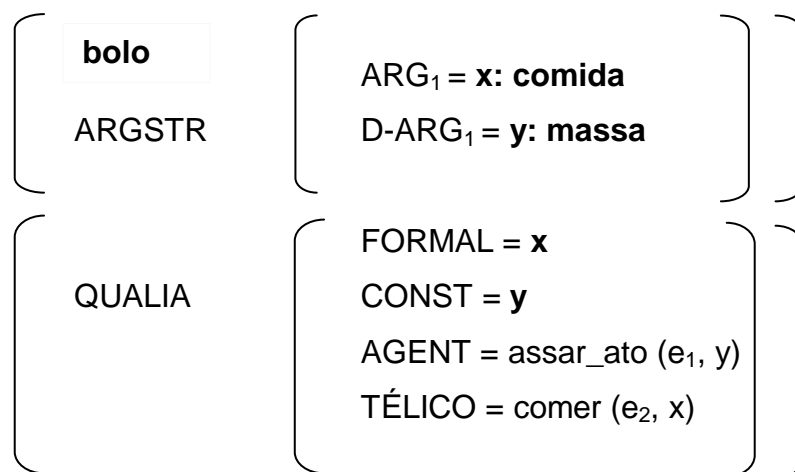 bolo
ARG₁ = x: comida
ARGSTR D-ARG₁ = y: massa
FORMAL = x
QUALIA CONST = y
AGENT = assar_ato (e₁, y)
TÉLICO = comer (e₂, x)